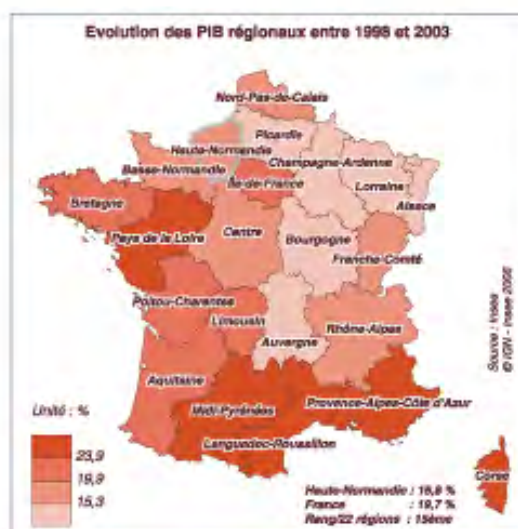 Evolution des PIB régionaux entre 1998 et 2003
Nord-Pas-de-Calais
Picardie
Haute-Normandie
Champagne-Ardenne
Basse-Normandie
Île-de-France
Lorraine
Alsace
Bretagne
Pays de la Loire
Centre
Bourgogne
Franche-Comté
Poitou-Charentes
Limousin
Rhône-Alpes
Auvergne
Aquitaine
Midi-Pyrénées
Provence-Alpes-Côte d'Azur
Languedoc-Roussillon
Corse
Unité : %
23,9
19,9
15,3
Haute-Normandie : 16,8 %
France : 19,7 %
Rang/22 régions : 15ème
Source : Insee
© IGN - Insee 2006